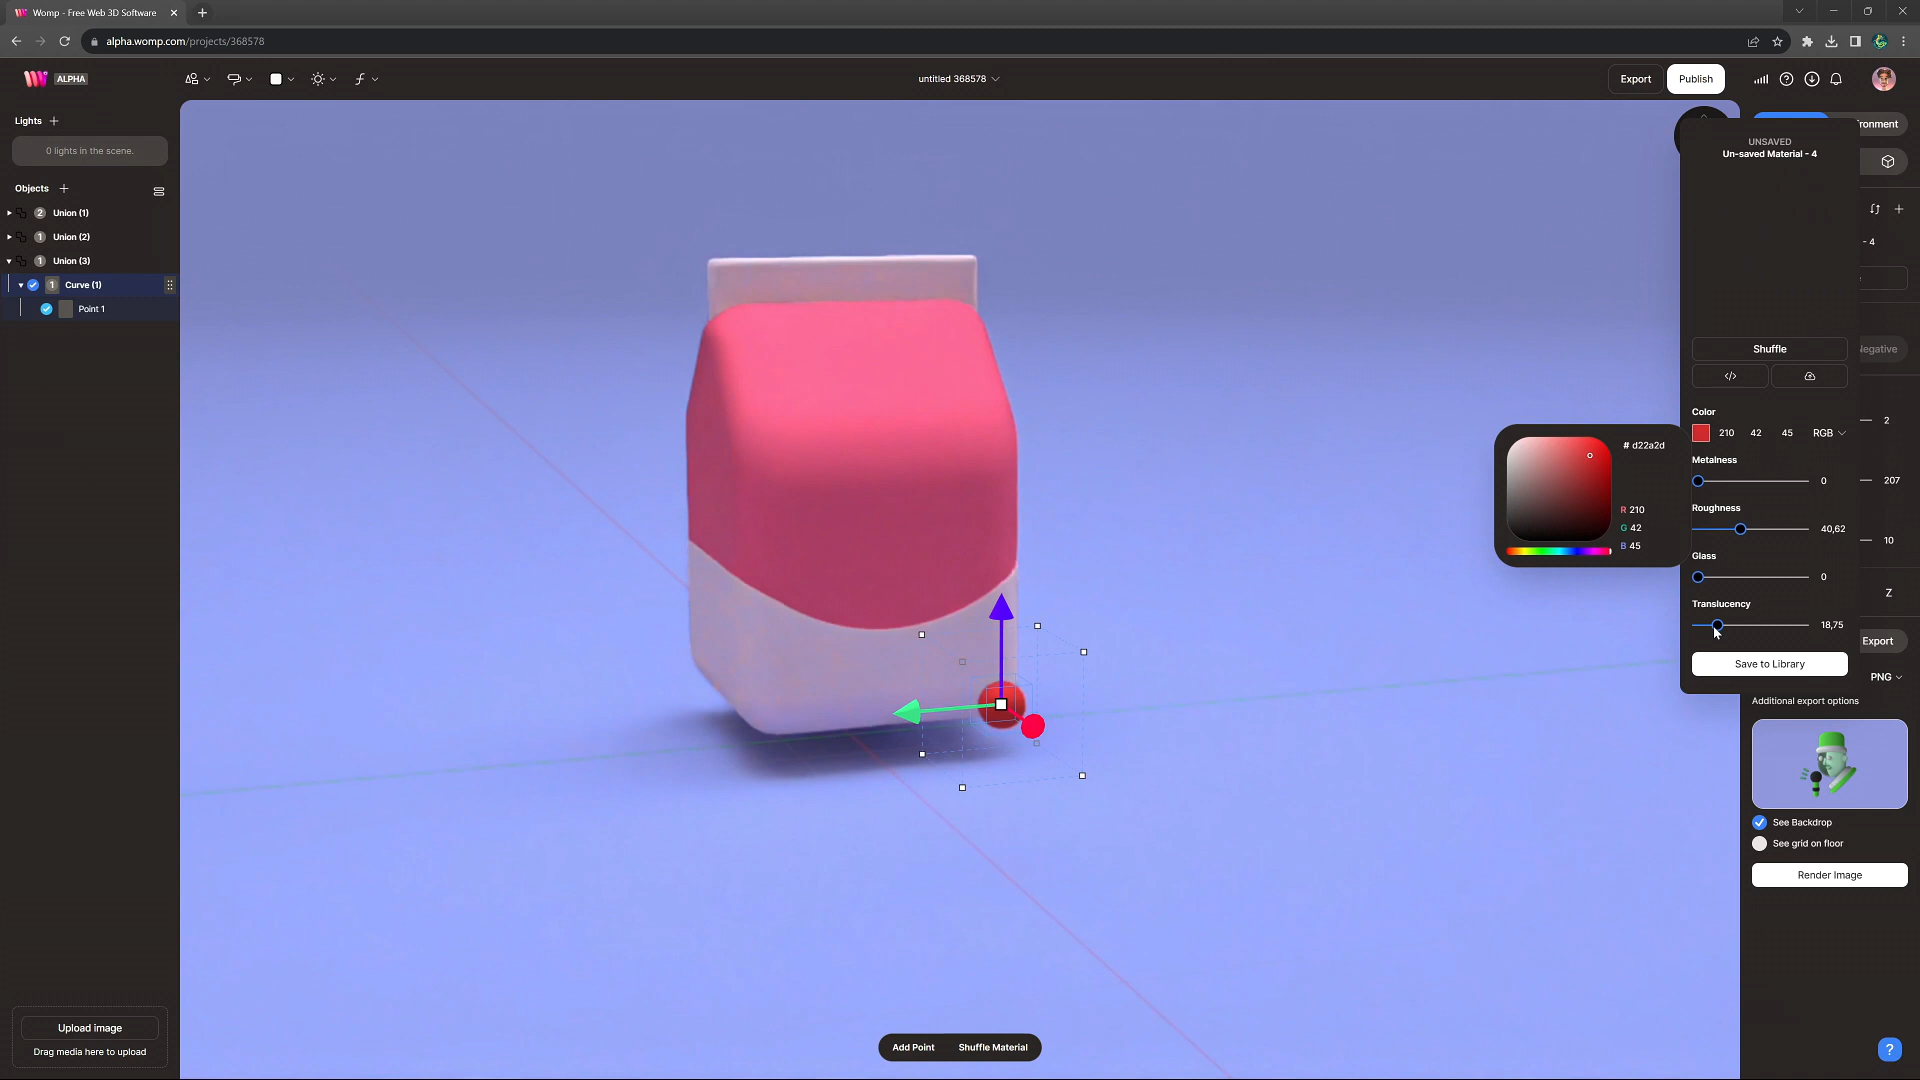 Womp - Free Web 3D Software
alpha.womp.com/projects/368578
ALPHA
untitled 368578
Export
Publish
Lights
0 lights in the scene.
Objects
2 Union (1)
1 Union (2)
1 Union (3)
1 Curve (1)
Point 1
Upload image
Drag media here to upload
Add Point
Shuffle Material
UNSAVED
Un-saved Material - 4
Shuffle
</>
Color
210 42 45 RGB
Metalness
0
Roughness
40,62
Glass
0
Translucency
18,75
Save to Library
# d22a2d
R 210
G 42
B 45
ironment
- 4
Negative
2
207
10
Z
Export
PNG
Additional export options
See Backdrop
See grid on floor
Render Image
?